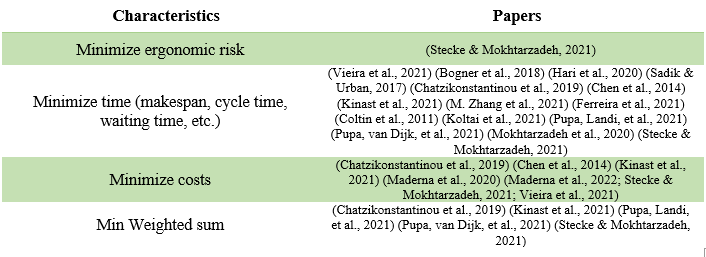 Characteristics Papers
Minimize ergonomic risk (Stecke & Mokhtarzadeh, 2021)
Minimize time (makespan, cycle time,
waiting time, etc.)
(Vieira et al., 2021) (Bogner et al., 2018) (Hari et al., 2020) (Sadik &
Urban, 2017) (Chatzikonstantinou et al., 2019) (Chen et al., 2014)
(Kinast et al., 2021) (M. Zhang et al., 2021) (Ferreira et al., 2021)
(Coltin et al., 2011) (Koltai et al., 2021) (Pupa, Landi, et al., 2021)
(Pupa, van Dijk, et al., 2021) (Mokhtarzadeh et al., 2020) (Stecke &
Mokhtarzadeh, 2021)
Minimize costs
(Chatzikonstantinou et al., 2019) (Chen et al., 2014) (Kinast et al.,
2021) (Maderna et al., 2020) (Maderna et al., 2022; Stecke &
Mokhtarzadeh, 2021; Vieira et al., 2021)
Min Weighted sum
(Chatzikonstantinou et al., 2019) (Kinast et al., 2021) (Pupa, Landi,
et al., 2021) (Pupa, van Dijk, et al., 2021) (Stecke & Mokhtarzadeh,
2021)